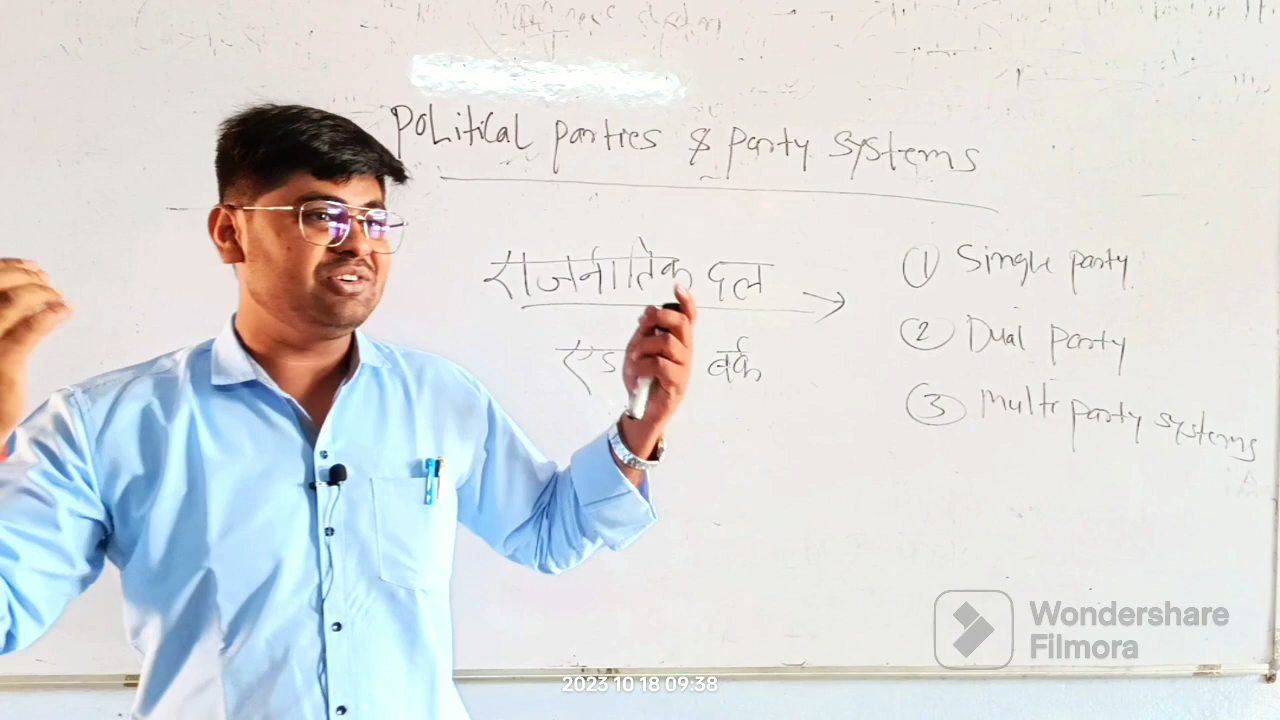 Political parties & party systems
राजनीतिक दल →
① Single party
② Dual party
③ Multi party systems
बर्क
Wondershare
Filmora
2023 10 18 09:38